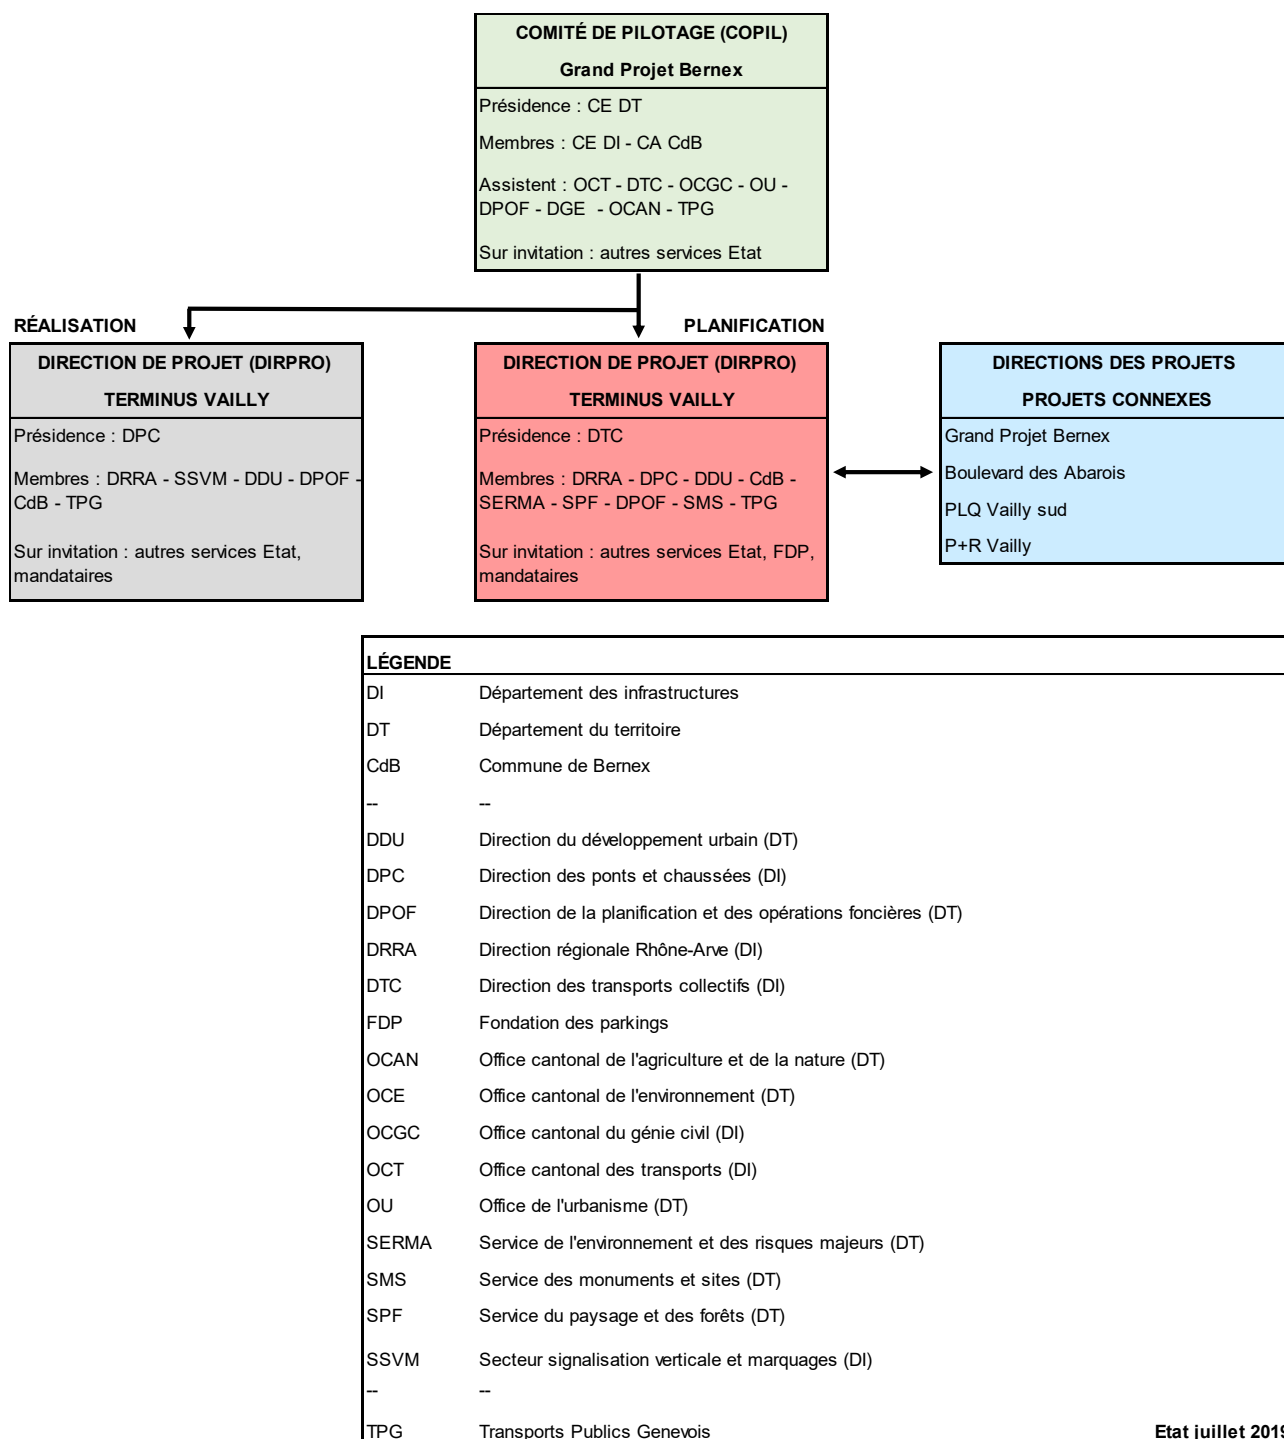 COMITÉ DE PILOTAGE (COPIL)
Grand Projet Bernex
Présidence : CE DT
Membres : CE DI - CA CdB
Assistent : OCT - DTC - OCGC - OU -
DPOF - DGE - OCAN - TPG
Sur invitation : autres services Etat
RÉALISATION
PLANIFICATION
DIRECTION DE PROJET (DIRPRO)
TERMINUS VAILLY
Présidence : DPC
Membres : DRRA - SSVM - DDU - DPOF -
CdB - TPG
Sur invitation : autres services Etat,
mandataires
DIRECTION DE PROJET (DIRPRO)
TERMINUS VAILLY
Présidence : DTC
Membres : DRRA - DPC - DDU - CdB -
SERMA - SPF - DPOF - SMS - TPG
Sur invitation : autres services Etat, FDP,
mandataires
DIRECTIONS DES PROJETS
PROJETS CONNEXES
Grand Projet Bernex
Boulevard des Abarois
PLQ Vailly sud
P+R Vailly
LÉGENDE
DI Département des infrastructures
DT Département du territoire
CdB Commune de Bernex
-- --
DDU Direction du développement urbain (DT)
DPC Direction des ponts et chaussées (DI)
DPOF Direction de la planification et des opérations foncières (DT)
DRRA Direction régionale Rhône-Arve (DI)
DTC Direction des transports collectifs (DI)
FDP Fondation des parkings
OCAN Office cantonal de l'agriculture et de la nature (DT)
OCE Office cantonal de l'environnement (DT)
OCGC Office cantonal du génie civil (DI)
OCT Office cantonal des transports (DI)
OU Office de l'urbanisme (DT)
SERMA Service de l'environnement et des risques majeurs (DT)
SMS Service des monuments et sites (DT)
SPF Service du paysage et des forêts (DT)
SSVM Secteur signalisation verticale et marquages (DI)
-- --
TPG Transports Publics Genevois Etat juillet 2019